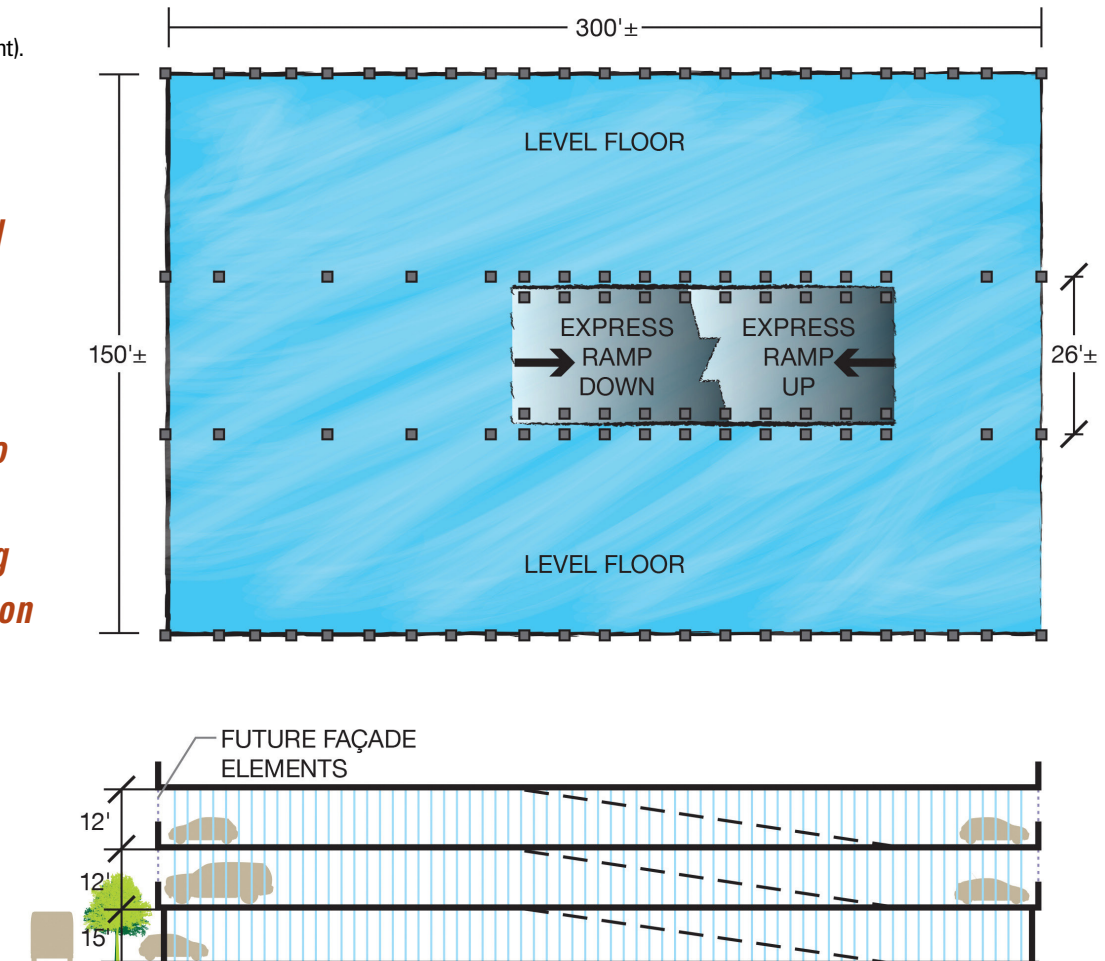 300'±
nt).
LEVEL FLOOR
150'±
26'±
EXPRESS
RAMP
DOWN
EXPRESS
RAMP
UP
LEVEL FLOOR
on
FUTURE FAÇADE
ELEMENTS
12'
12'
15'